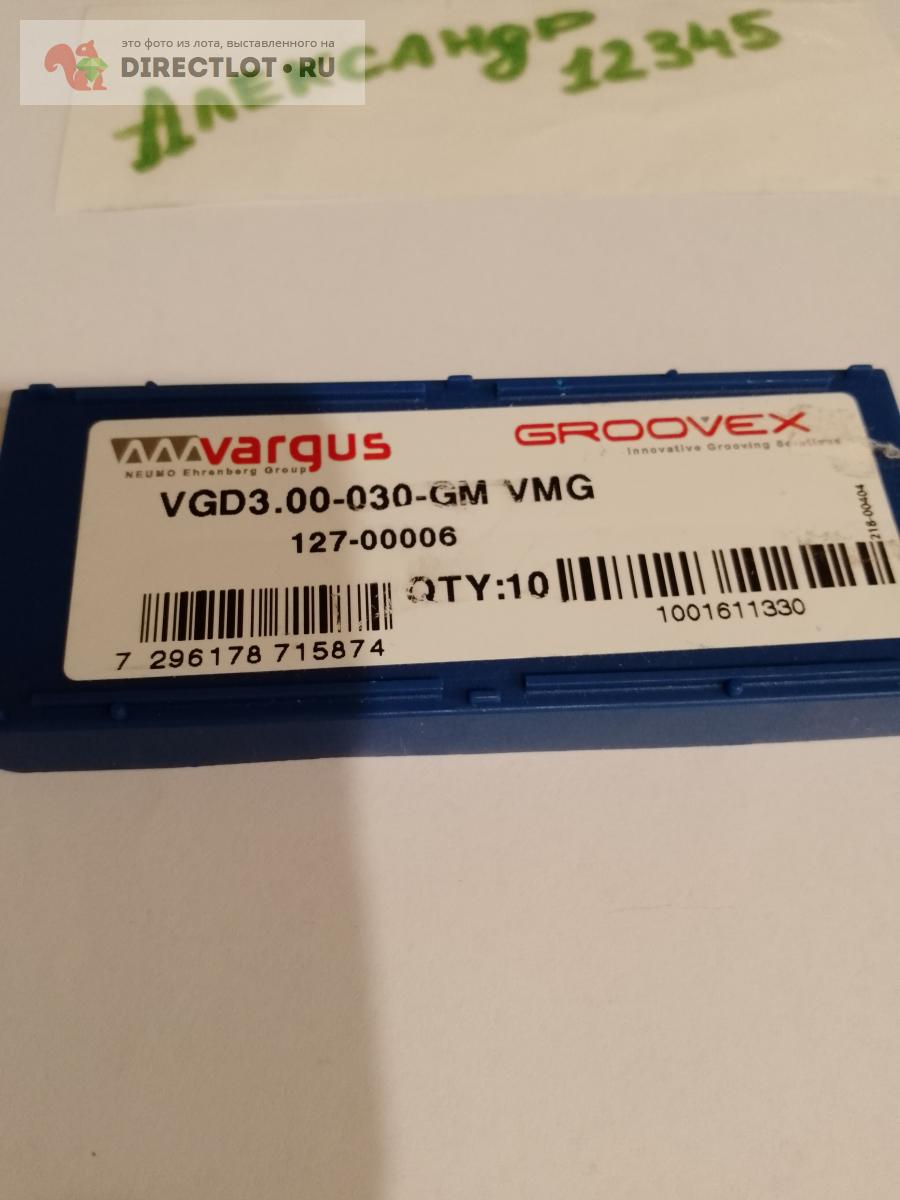 это фото из лота, выставленного на
DIRECTLOT•RU
Александр
12345
vargus
NEUMO Ehrenberg Group
GROOVEX
Innovative Grooving Solutions
VGD3.00-030-GM VMG
127-00006
218-00404
QTY:10
7 296178 715874
1001611330